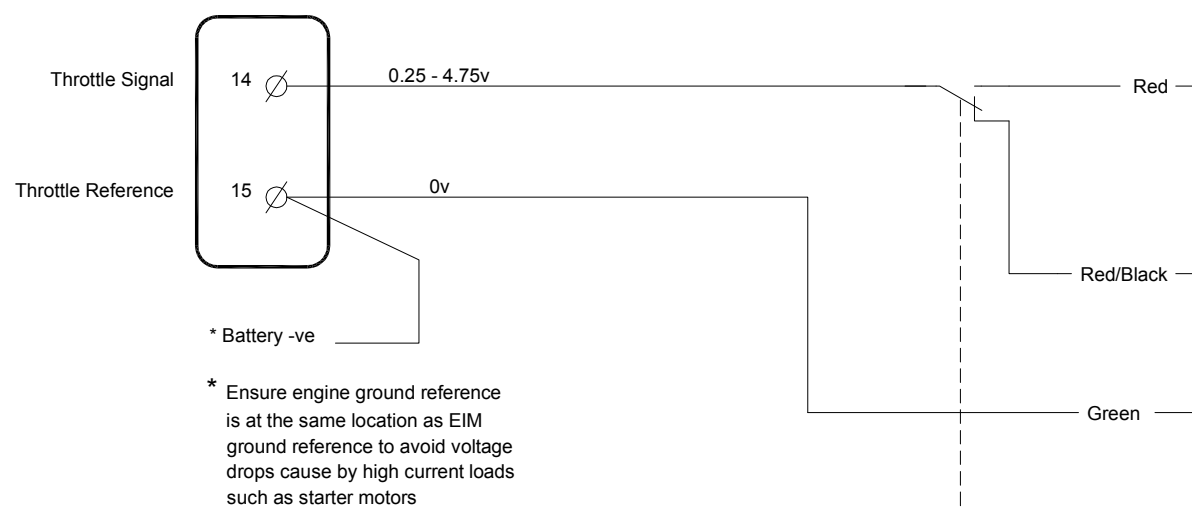 Throttle Signal 14 0.25 - 4.75v Red
Throttle Reference 15 0v
Red/Black
* Battery -ve
* Ensure engine ground reference
is at the same location as EIM
ground reference to avoid voltage
drops cause by high current loads
such as starter motors
Green